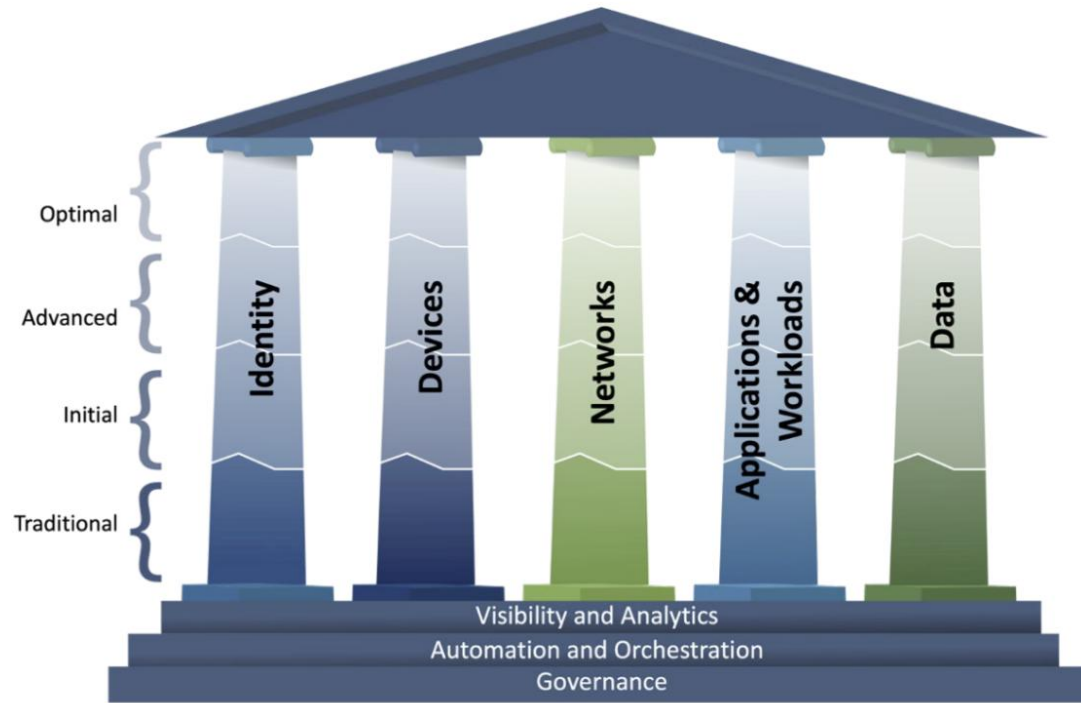 Optimal
Advanced
Initial
Traditional
Identity
Devices
Networks
Applications &
Workloads
Data
Visibility and Analytics
Automation and Orchestration
Governance